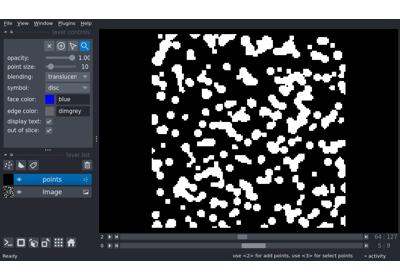 File View Window Plugins Help
layer controls
opacity: 1.00
point size: 10
blending: translucen
symbol: disc
face color: blue
edge color: dimgrey
display text:
out of slice:
layer list
points
Image
2 64 127
0 5 9
Ready use <2> for add points, use <3> for select points activity